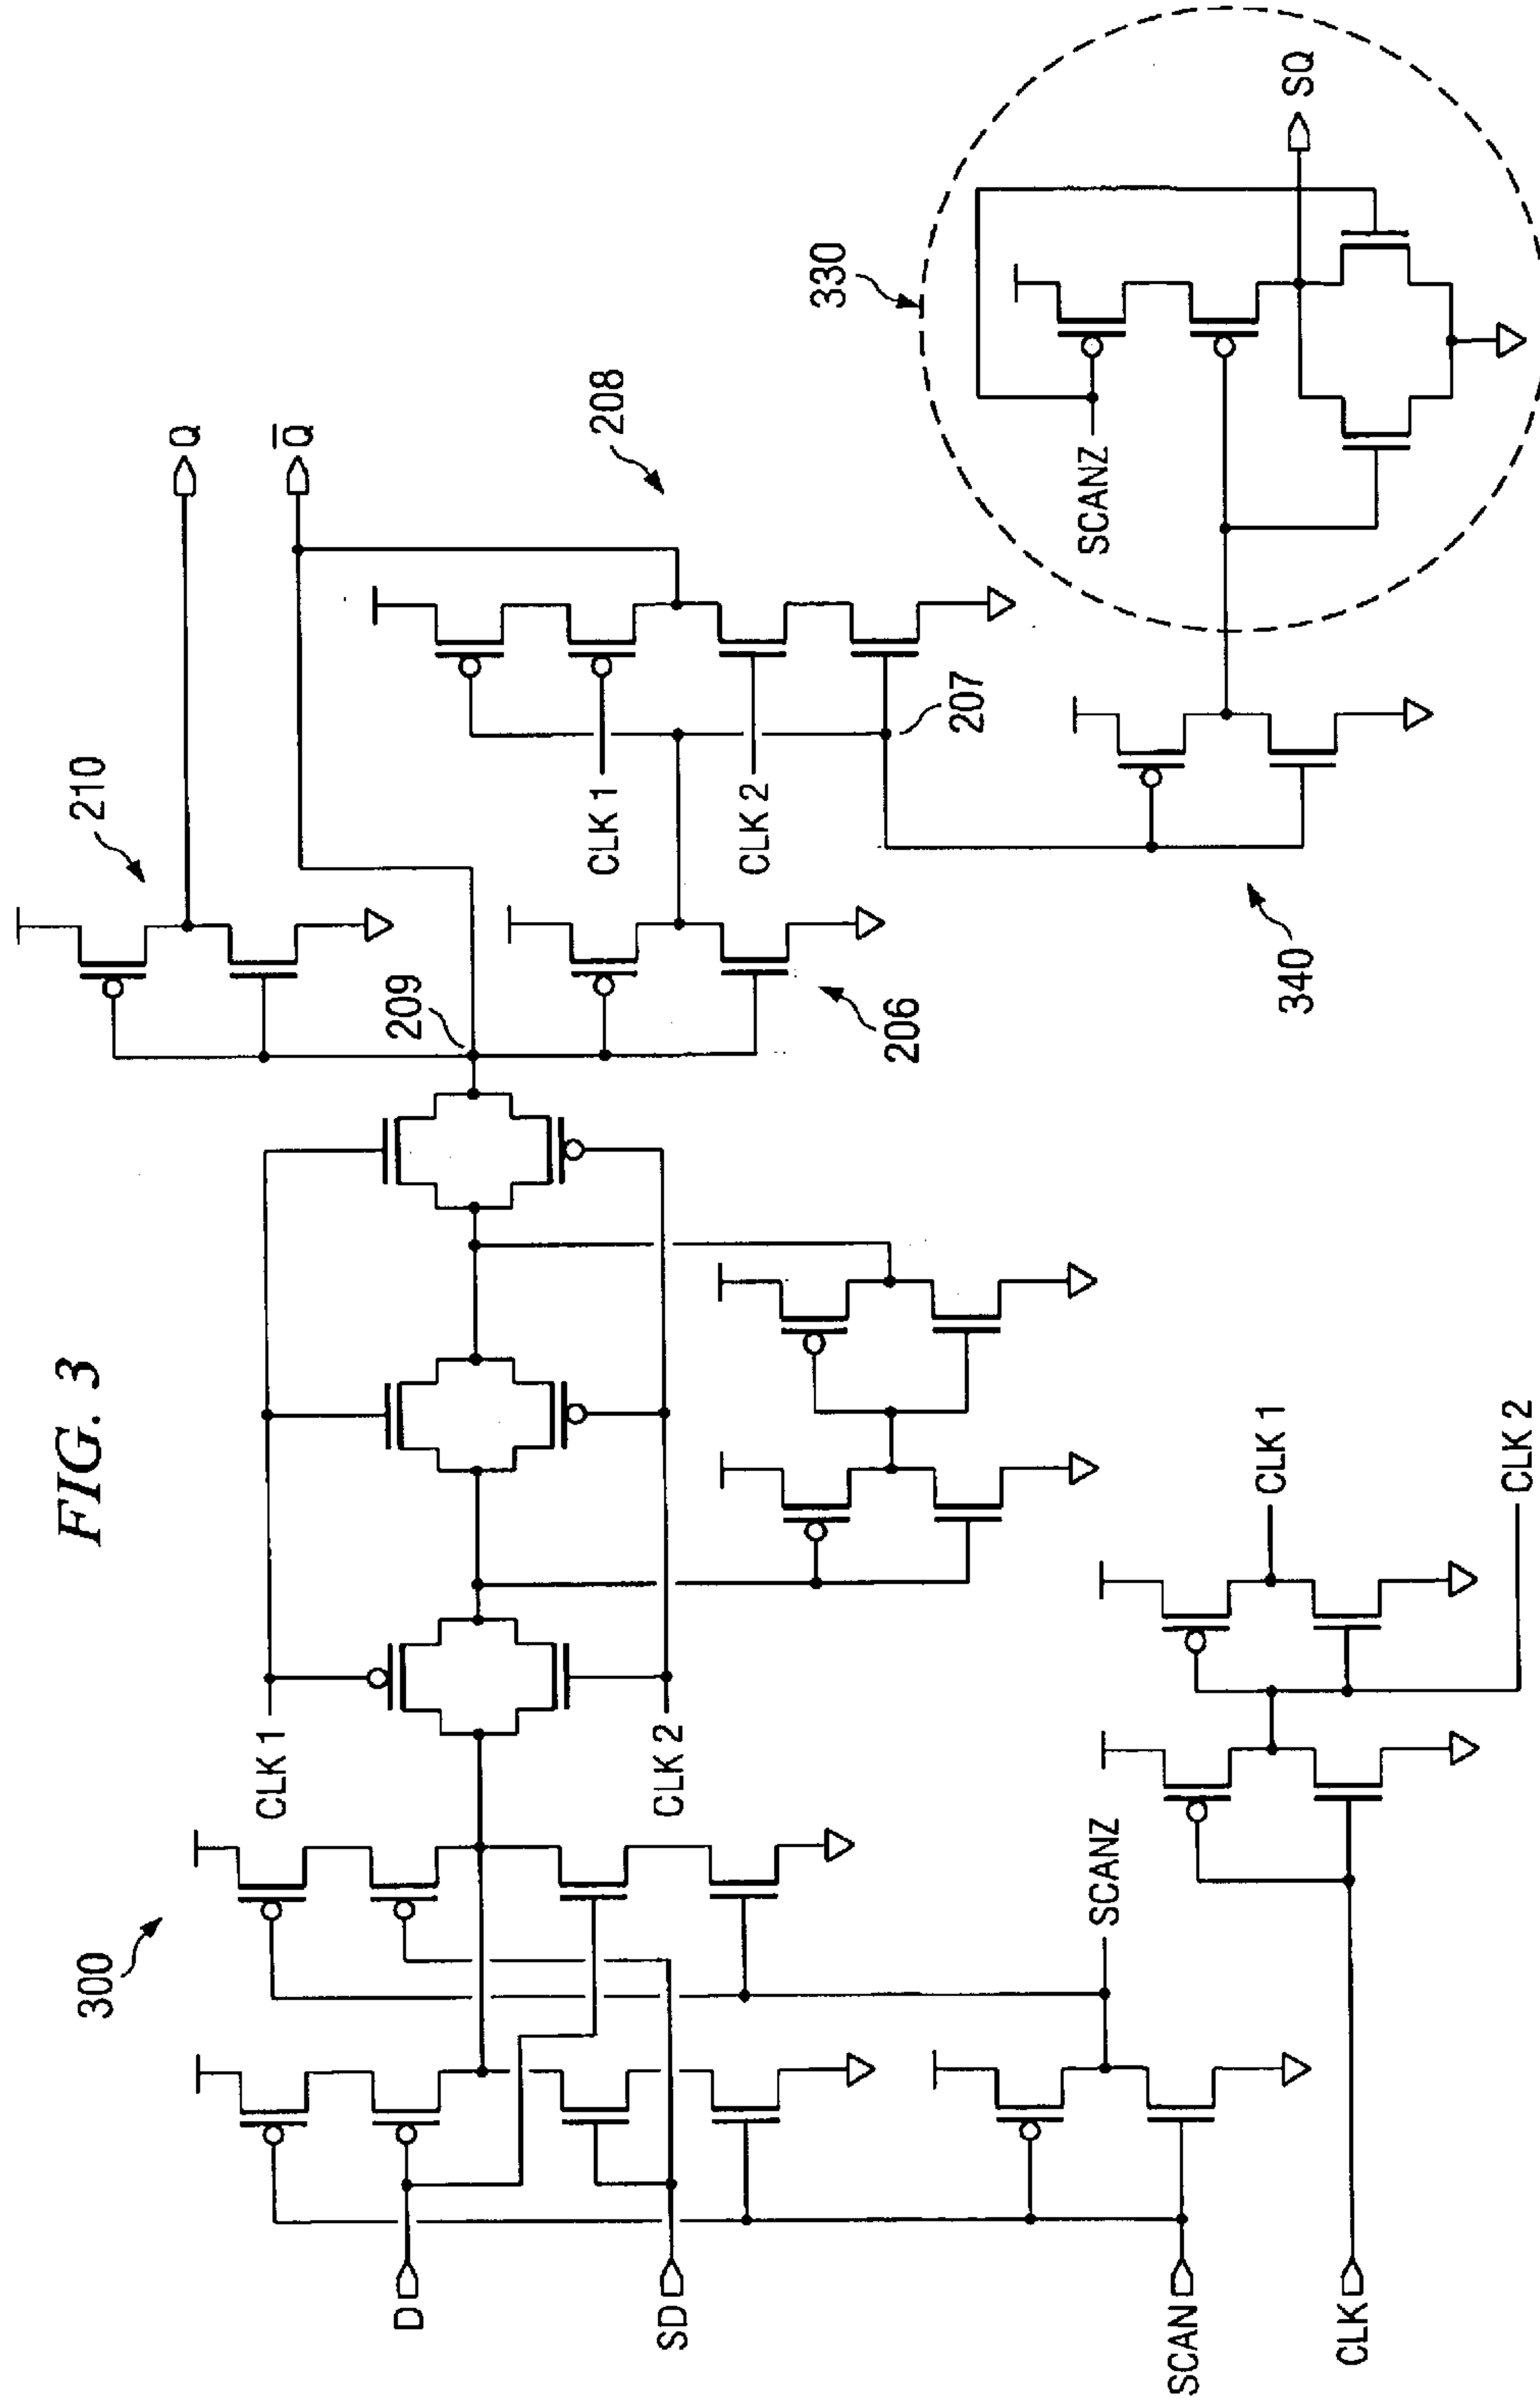 FIG. 3
300
D
SD
SCAN
CLK
SCANZ
CLK 1
CLK 2
CLK 1
CLK 2
209
210
206
CLK 1
CLK 2
207
208
Q
Q̅
340
330
SCANZ
SQ